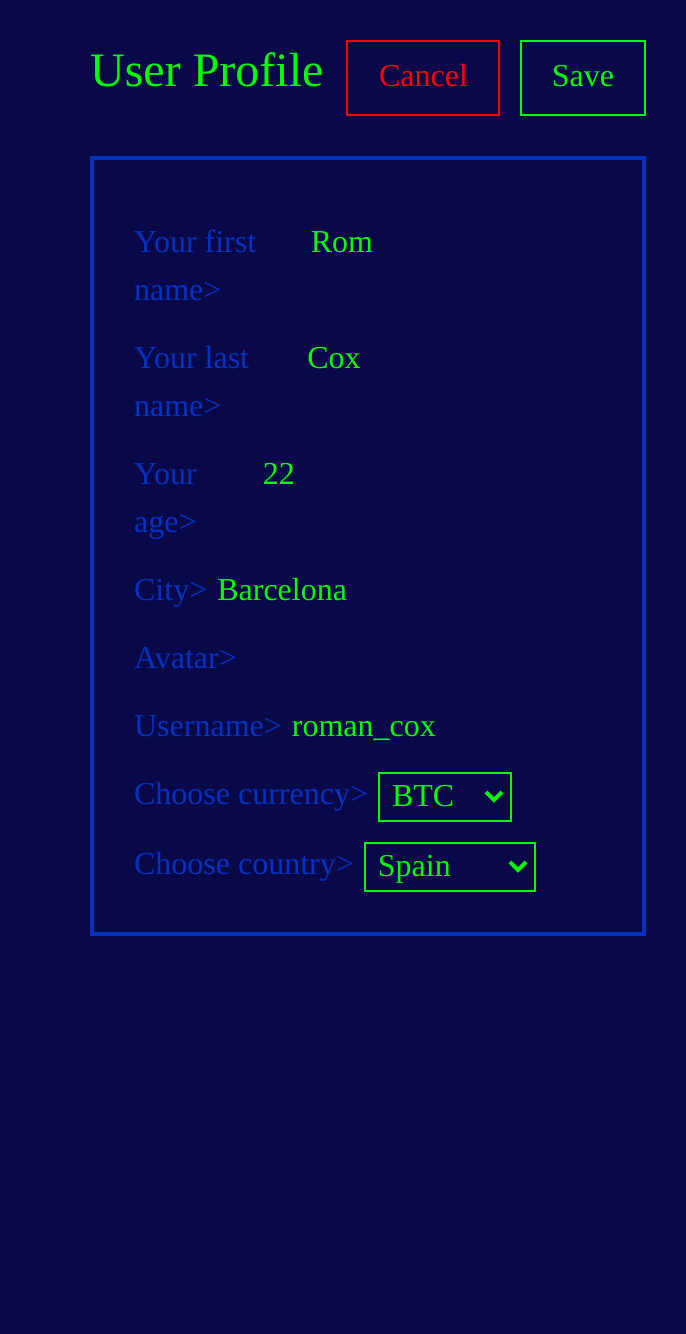 User Profile Cancel Save
Your first Rom
name>
Your last Cox
name>
Your 22
age>
City> Barcelona
Avatar>
Username> roman_cox
Choose currency> BTC
Choose country> Spain